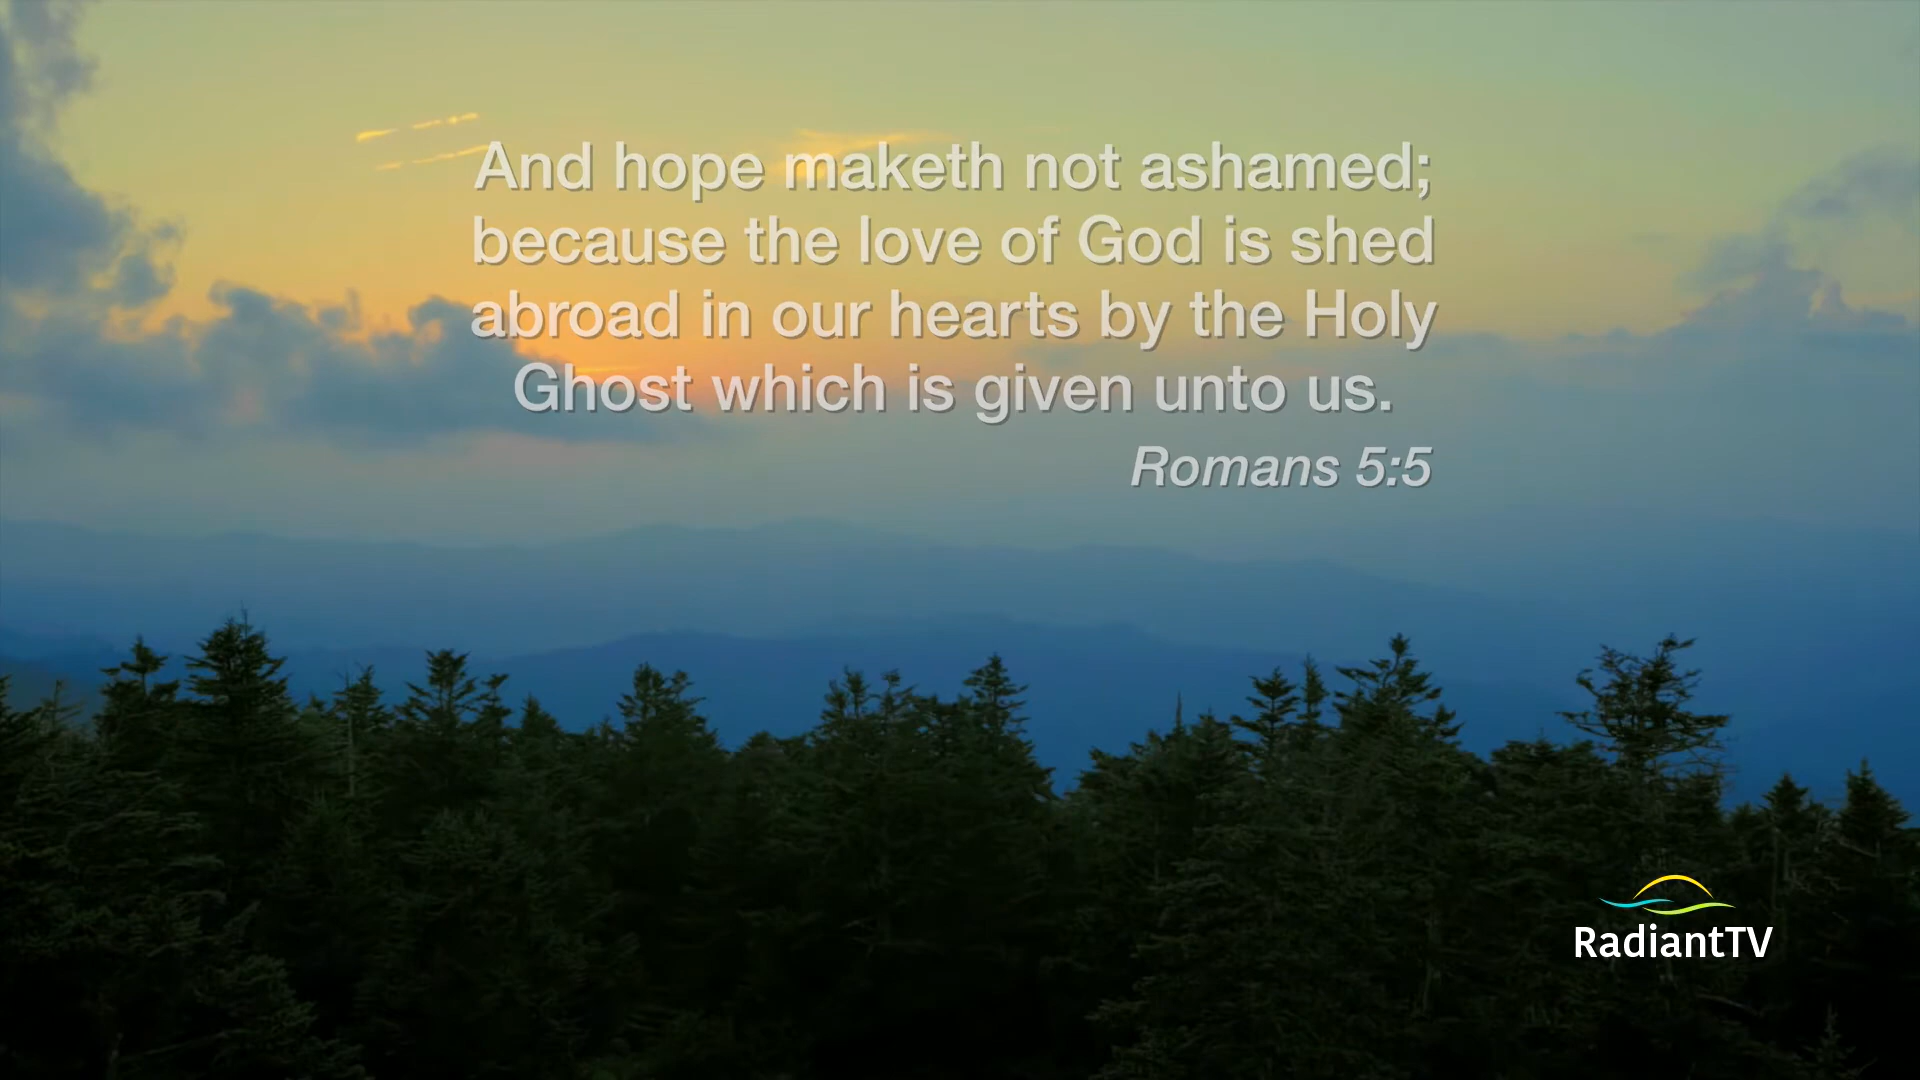 And hope maketh not ashamed;
because the love of God is shed
abroad in our hearts by the Holy
Ghost which is given unto us.
Romans 5:5
RadiantTV